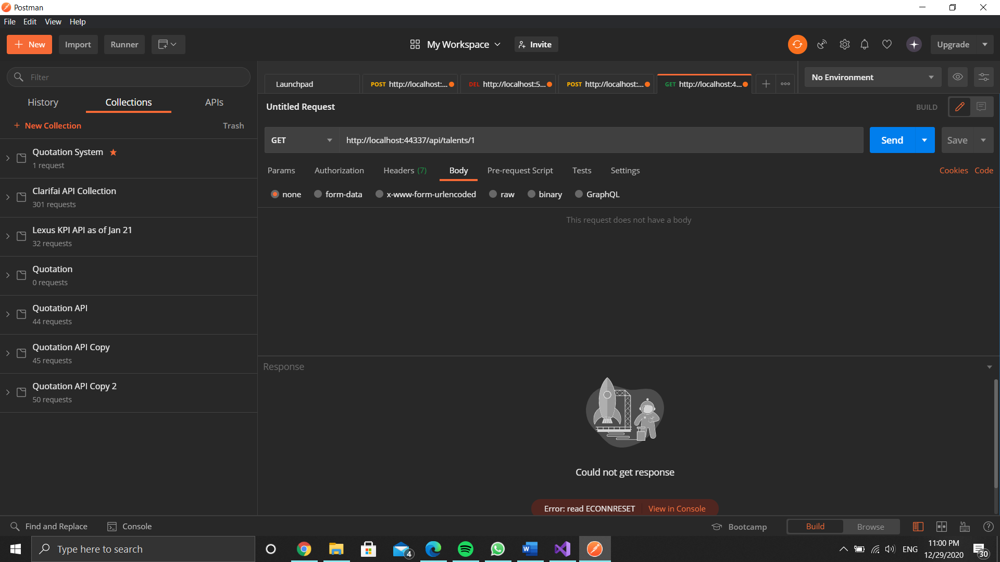 Postman
File Edit View Help
New Import Runner
My Workspace Invite
Upgrade
Filter
History Collections APIs
New Collection Trash
Quotation System
1 request
Clarifai API Collection
301 requests
Lexus KPI API as of Jan 21
32 requests
Quotation
0 requests
Quotation API
44 requests
Quotation API Copy
45 requests
Quotation API Copy 2
50 requests
Launchpad POST http://localhost:... DEL http://localhost:5... POST http://localhost:... GET http://localhost:4...
No Environment
Untitled Request BUILD
GET http://localhost:44337/api/talents/1 Send Save
Params Authorization Headers (7) Body Pre-request Script Tests Settings Cookies Code
none form-data x-www-form-urlencoded raw binary GraphQL
This request does not have a body
Response
Could not get response
Error: read ECONNRESET View in Console
Find and Replace Console Bootcamp Build Browse
Type here to search
4
ENG
11:00 PM
12/29/2020
30